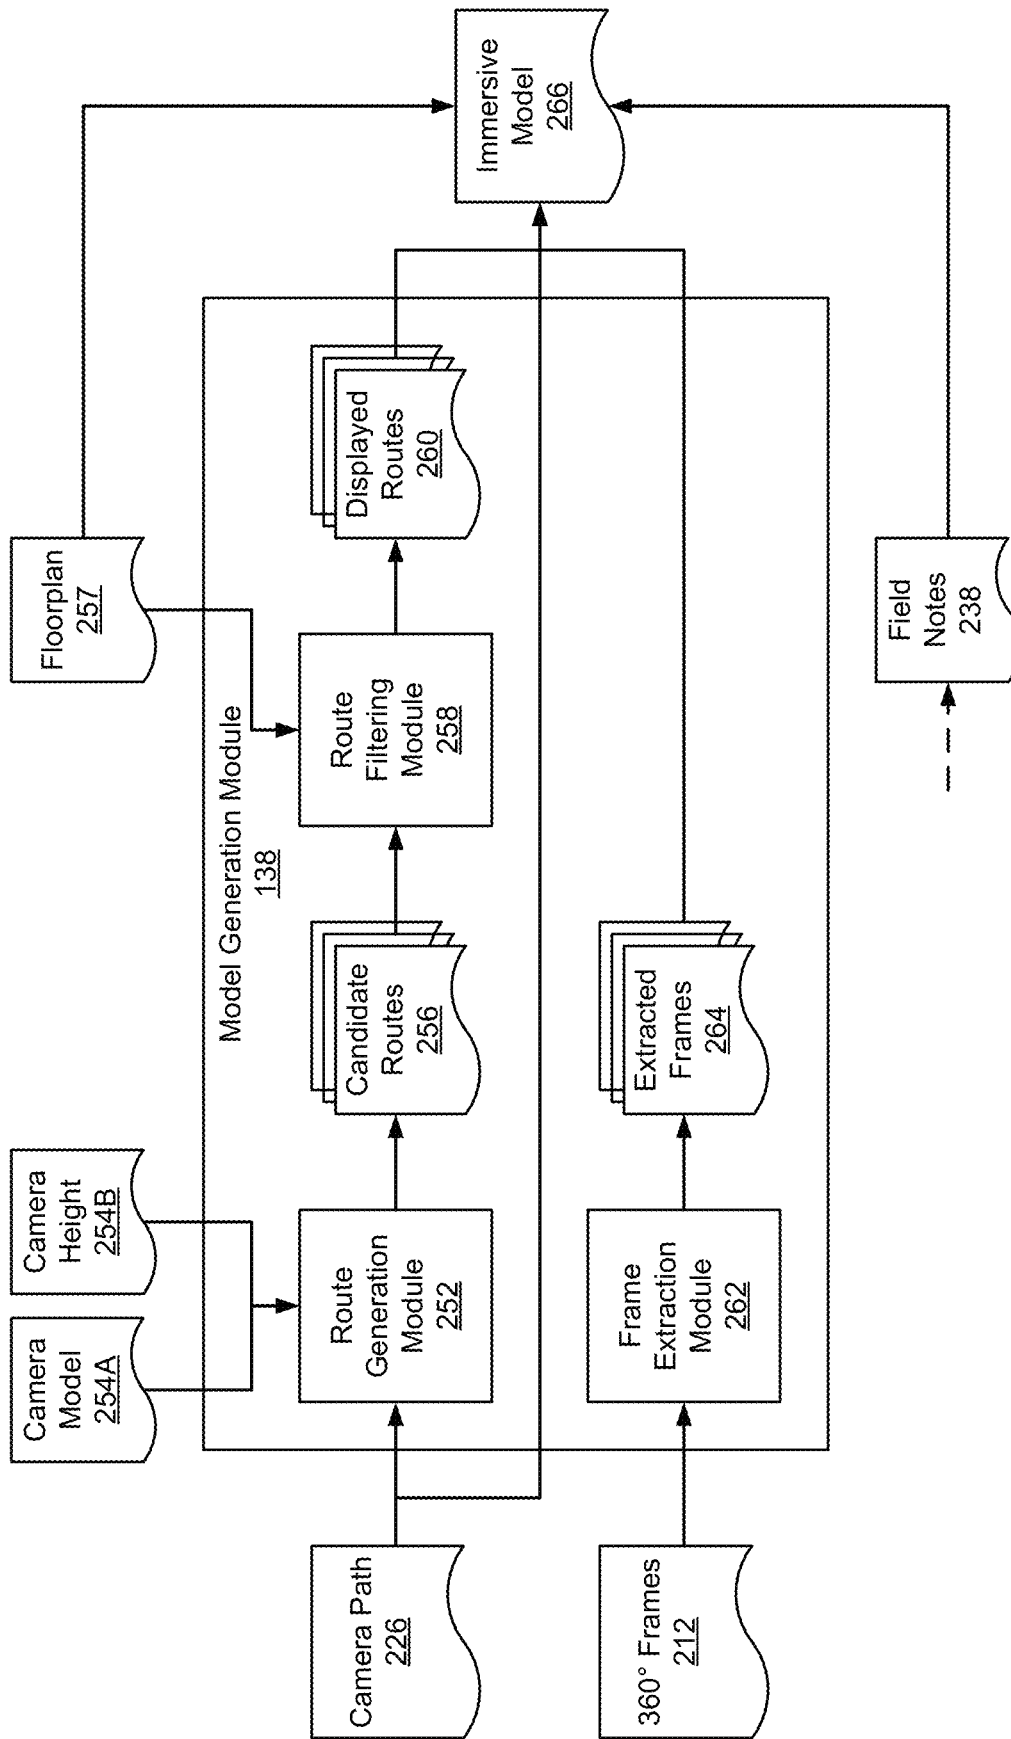 Camera
Model
254A
Camera
Height
254B
Floorplan
257
Model Generation Module
138
Camera Path
226
Route
Generation
Module
252
Candidate
Routes
256
Route
Filtering
Module
258
Displayed
Routes
260
Immersive
Model
266
360° Frames
212
Frame
Extraction
Module
262
Extracted
Frames
264
Field
Notes
238